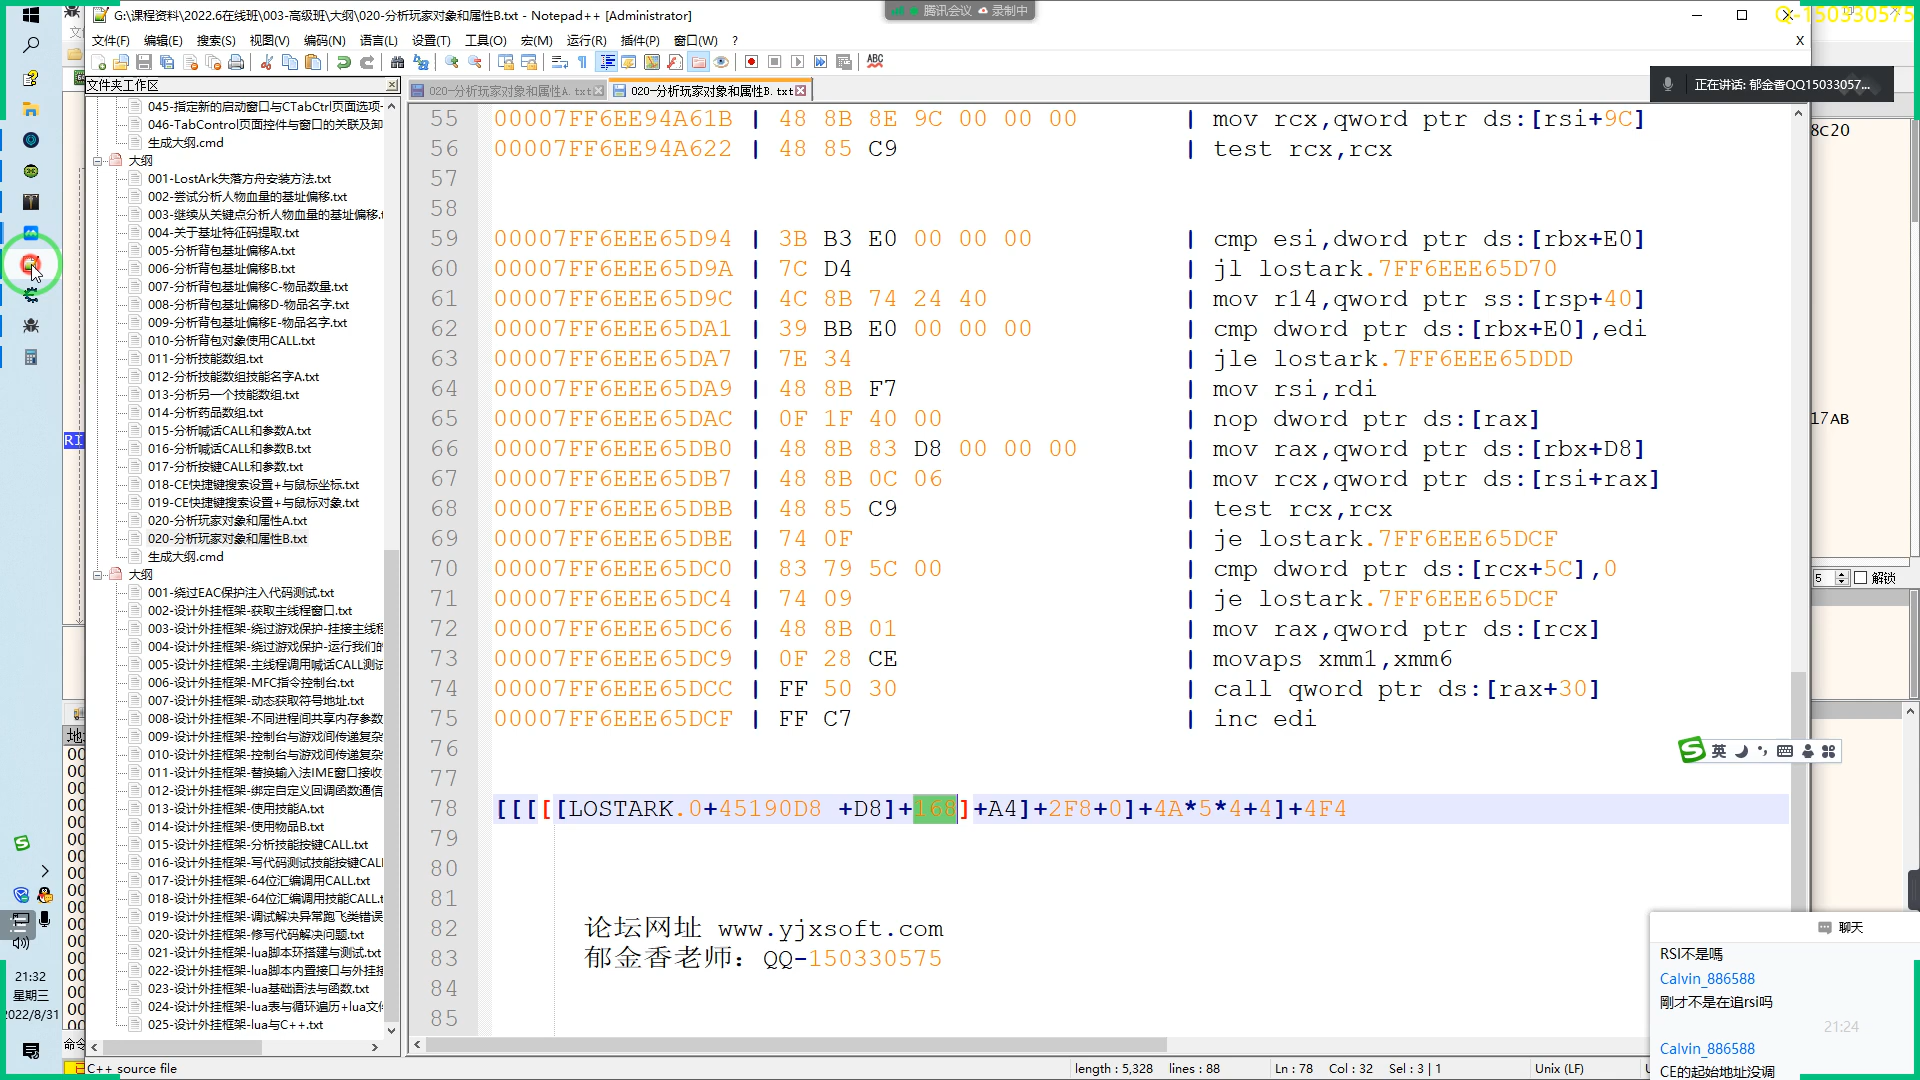 G:\课程资料\2022.6在线班\003-高级班\大纲\020-分析玩家对象和属性B.txt - Notepad++ [Administrator]
腾讯会议 录制中
Q-150330575
文件(F) 编辑(E) 搜索(S) 视图(V) 编码(N) 语言(L) 设置(T) 工具(O) 宏(M) 运行(R) 插件(P) 窗口(W) ?
X
正在讲话: 郁金香QQ15033057...
文件夹工作区
020-分析玩家对象和属性A.txt
020-分析玩家对象和属性B.txt
045-指定新的启动窗口与CTabCtrl页面选项-
046-TabControl页面控件与窗口的关联及卸
生成大纲.cmd
大纲
001-LostArk失落方舟安装方法.txt
002-尝试分析人物血量的基址偏移.txt
003-继续从关键点分析人物血量的基址偏移.t
004-关于基址特征码提取.txt
005-分析背包基址偏移A.txt
006-分析背包基址偏移B.txt
007-分析背包基址偏移C-物品数量.txt
008-分析背包基址偏移D-物品名字.txt
009-分析背包基址偏移E-物品名字.txt
010-分析背包对象使用CALL.txt
011-分析技能数组.txt
012-分析技能数组技能名字A.txt
013-分析另一个技能数组.txt
014-分析药品数组.txt
015-分析喊话CALL和参数A.txt
016-分析喊话CALL和参数B.txt
017-分析按键CALL和参数.txt
018-CE快捷键搜索设置+与鼠标坐标.txt
019-CE快捷键搜索设置+与鼠标对象.txt
020-分析玩家对象和属性A.txt
020-分析玩家对象和属性B.txt
生成大纲.cmd
大纲
001-绕过EAC保护注入代码测试.txt
002-设计外挂框架-获取主线程窗口.txt
003-设计外挂框架-绕过游戏保护-挂接主线程
004-设计外挂框架-绕过游戏保护-运行我们的
005-设计外挂框架-主线程调用喊话CALL测试
006-设计外挂框架-MFC指令控制台.txt
007-设计外挂框架-动态获取符号地址.txt
008-设计外挂框架-不同进程间共享内存参数
009-设计外挂框架-控制台与游戏间传递复杂
010-设计外挂框架-控制台与游戏间传递复杂
011-设计外挂框架-替换输入法IME窗口接收
012-设计外挂框架-绑定自定义回调函数通信
013-设计外挂框架-使用技能A.txt
014-设计外挂框架-使用物品B.txt
015-设计外挂框架-分析技能按键CALL.txt
016-设计外挂框架-写代码测试技能按键CALL
017-设计外挂框架-64位汇编调用CALL.txt
018-设计外挂框架-64位汇编调用技能CALL.t
019-设计外挂框架-调试解决异常跑飞类错误
020-设计外挂框架-修写代码解决问题.txt
021-设计外挂框架-lua脚本环搭建与测试.txt
022-设计外挂框架-lua脚本内置接口与外挂接
023-设计外挂框架-lua基础语法与函数.txt
024-设计外挂框架-lua表与循环遍历+lua文件
025-设计外挂框架-lua与C++.txt
55 00007FF6EE94A61B | 48 8B 8E 9C 00 00 00 | mov rcx,qword ptr ds:[rsi+9C]
56 00007FF6EE94A622 | 48 85 C9 | test rcx,rcx
57
58
59 00007FF6EEE65D94 | 3B B3 E0 00 00 00 | cmp esi,dword ptr ds:[rbx+E0]
60 00007FF6EEE65D9A | 7C D4 | jl lostark.7FF6EEE65D70
61 00007FF6EEE65D9C | 4C 8B 74 24 40 | mov r14,qword ptr ss:[rsp+40]
62 00007FF6EEE65DA1 | 39 BB E0 00 00 00 | cmp dword ptr ds:[rbx+E0],edi
63 00007FF6EEE65DA7 | 7E 34 | jle lostark.7FF6EEE65DDD
64 00007FF6EEE65DA9 | 48 8B F7 | mov rsi,rdi
65 00007FF6EEE65DAC | 0F 1F 40 00 | nop dword ptr ds:[rax]
66 00007FF6EEE65DB0 | 48 8B 83 D8 00 00 00 | mov rax,qword ptr ds:[rbx+D8]
67 00007FF6EEE65DB7 | 48 8B 0C 06 | mov rcx,qword ptr ds:[rsi+rax]
68 00007FF6EEE65DBB | 48 85 C9 | test rcx,rcx
69 00007FF6EEE65DBE | 74 0F | je lostark.7FF6EEE65DCF
70 00007FF6EEE65DC0 | 83 79 5C 00 | cmp dword ptr ds:[rcx+5C],0
71 00007FF6EEE65DC4 | 74 09 | je lostark.7FF6EEE65DCF
72 00007FF6EEE65DC6 | 48 8B 01 | mov rax,qword ptr ds:[rcx]
73 00007FF6EEE65DC9 | 0F 28 CE | movaps xmm1,xmm6
74 00007FF6EEE65DCC | FF 50 30 | call qword ptr ds:[rax+30]
75 00007FF6EEE65DCF | FF C7 | inc edi
76
77
78 [[[[[LOSTARK.0+45190D8 +D8]+168]+A4]+2F8+0]+4A*5*4+4]+4F4
79
80
81
82 论坛网址 www.yjxsoft.com
83 郁金香老师: QQ-150330575
84
85
8C20
17AB
5 解锁
英
RI
聊天
RSI不是嗎
Calvin_886588
剛才不是在追rsi吗
21:24
Calvin_886588
CE的起始地址没调
21:32
星期三
2022/8/31
命令
C++ source file
length : 5,328 lines : 88
Ln : 78 Col : 32 Sel : 3 | 1
Unix (LF)